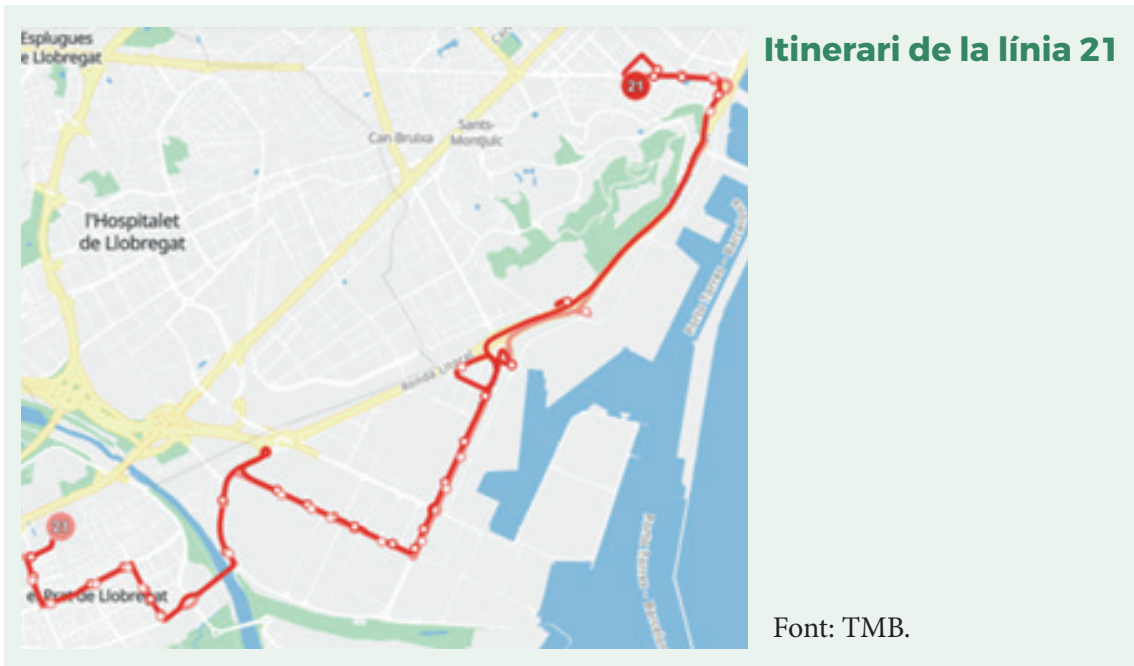 Itinerari de la línia 21
Esplugues
e Llobregat
21
Sants-
Can Bruixa
Montjuïc
l'Hospitalet
de Llobregat
Ronda Litoral
21
el Prat de Llobregat
Font: TMB.